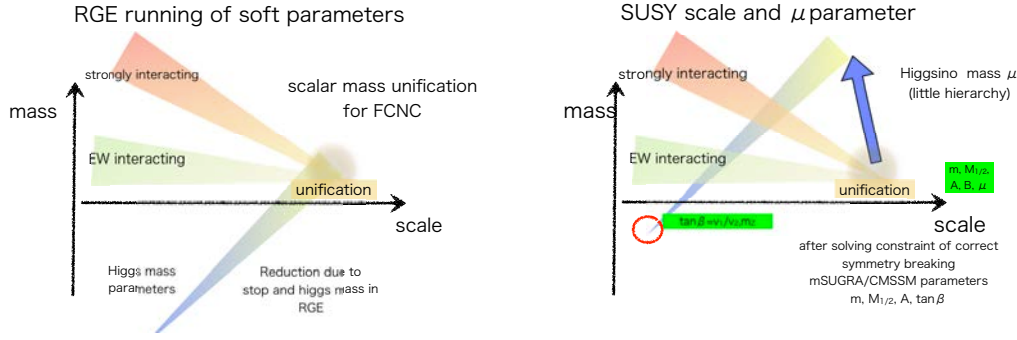 RGE running of soft parameters
strongly interacting
scalar mass unification
for FCNC
mass
EW interacting
unification
scale
Higgs mass
parameters
Reduction due to
stop and higgs mass in
RGE
SUSY scale and μ parameter
strongly interacting
Higgsino mass μ
(little hierarchy)
mass
EW interacting
unification
m, M1/2,
A, B, μ
tanβ=v1/v2,mZ
scale
after solving constraint of correct
symmetry breaking
mSUGRA/CMSSM parameters
m, M1/2, A, tanβ